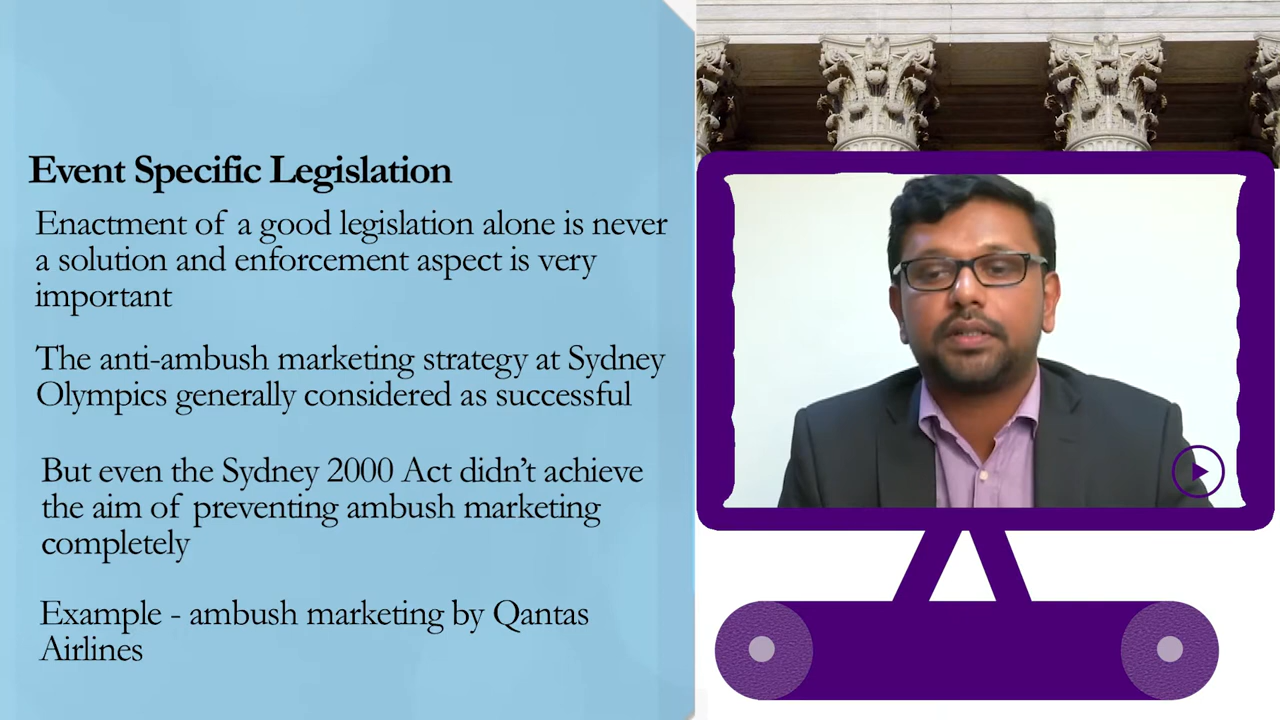 Event Specific Legislation
Enactment of a good legislation alone is never
a solution and enforcement aspect is very
important
The anti-ambush marketing strategy at Sydney
Olympics generally considered as successful
But even the Sydney 2000 Act didn’t achieve
the aim of preventing ambush marketing
completely
Example - ambush marketing by Qantas
Airlines